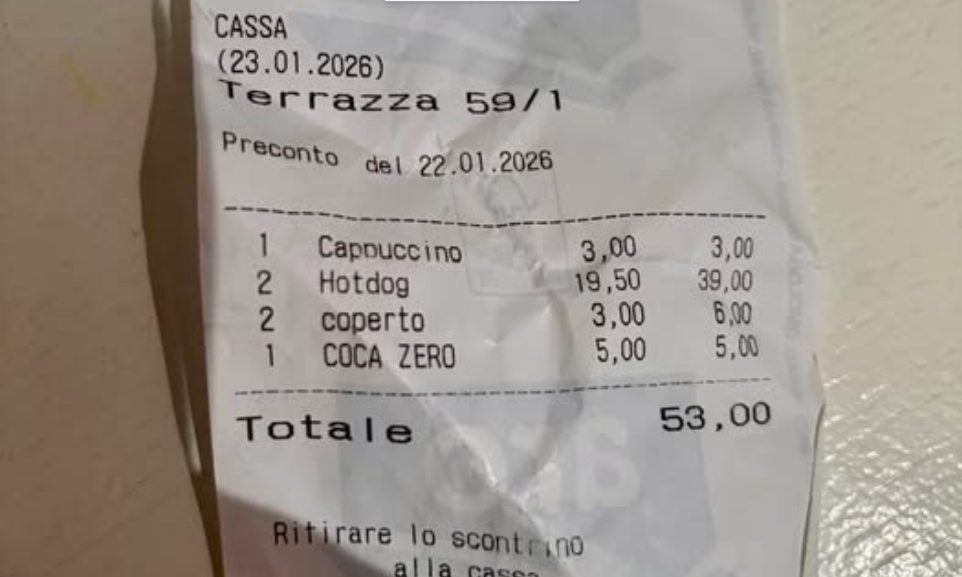 CASSA
(23.01.2026)
Terrazza 59/1
Preconto del 22.01.2026
1 Cappuccino 3,00 3,00
2 Hotdog 19,50 39,00
2 coperto 3,00 6,00
1 COCA ZERO 5,00 5,00
Totale 53,00
Ritirare lo scontrino
alla cassa